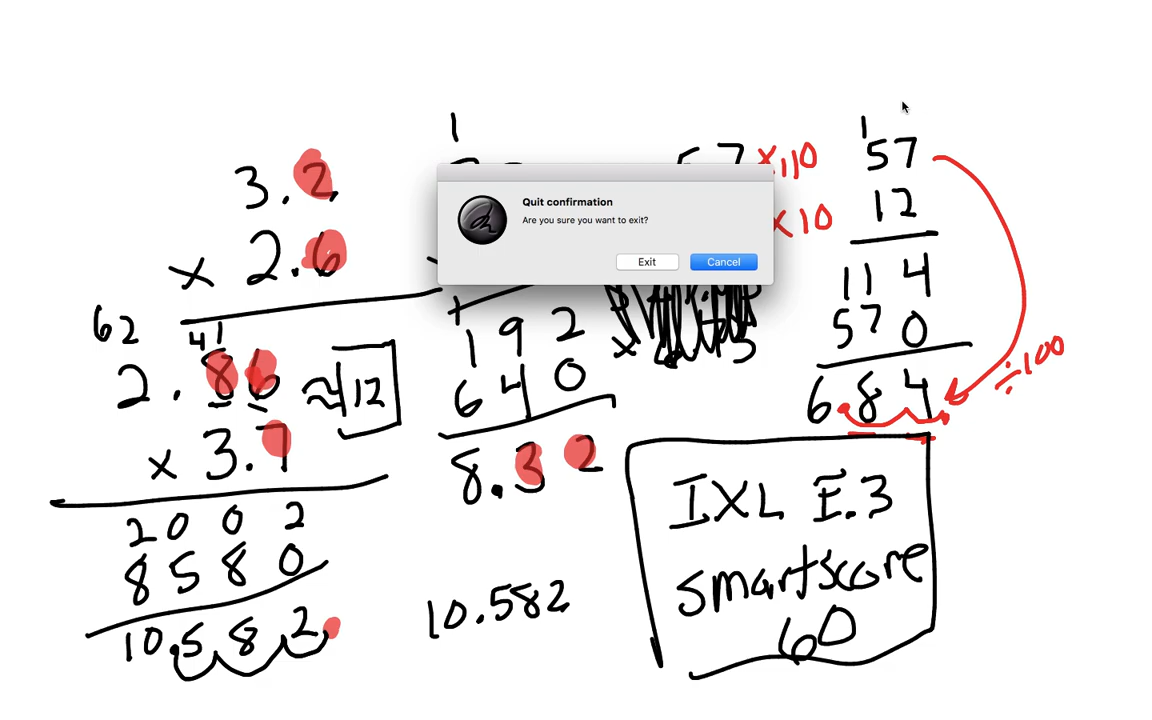 3.2
x 2.6
62
41
2.86
≈ 12
x 3.7
2002
8580
10.582.
1
Quit confirmation
Are you sure you want to exit?
Exit
Cancel
1
192
640
8.32
10.582
5.7 x 10
x 10
1
57
12
114
570
6.84
÷100
IXL E.3
smartscore
60